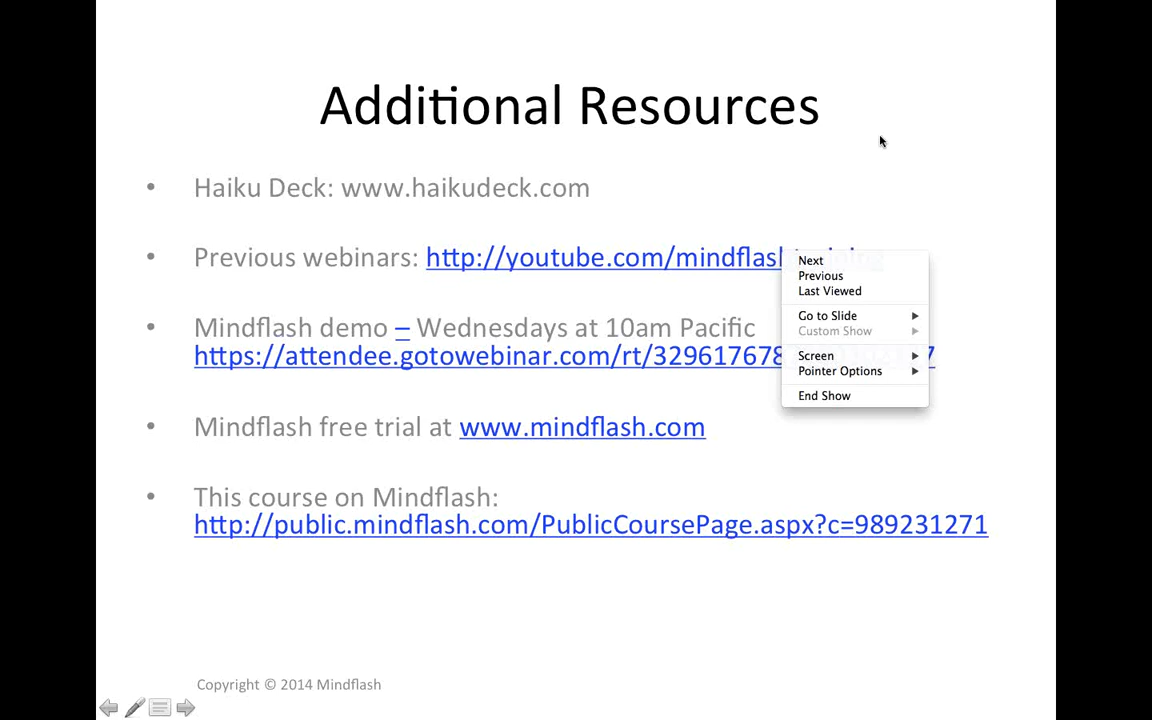 Additional Resources
• Haiku Deck: www.haikudeck.com
• Previous webinars: http://youtube.com/mindflash
• Mindflash demo – Wednesdays at 10am Pacific
https://attendee.gotowebinar.com/rt/329617678
• Mindflash free trial at www.mindflash.com
• This course on Mindflash:
http://public.mindflash.com/PublicCoursePage.aspx?c=989231271
Next
Previous
Last Viewed
Go to Slide
Custom Show
Screen
Pointer Options
End Show
Copyright © 2014 Mindflash